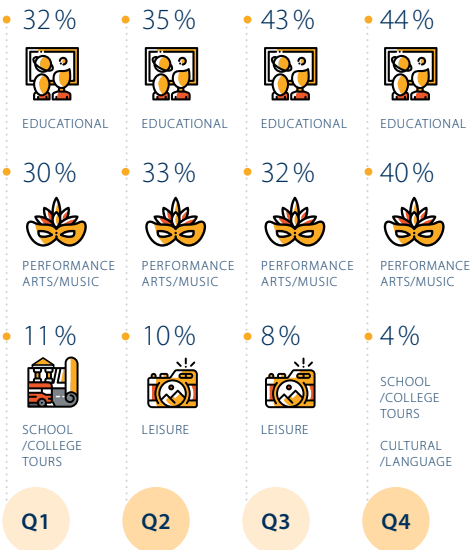 32% 35% 43% 44%
EDUCATIONAL EDUCATIONAL EDUCATIONAL EDUCATIONAL
30% 33% 32% 40%
PERFORMANCE PERFORMANCE PERFORMANCE PERFORMANCE
ARTS/MUSIC ARTS/MUSIC ARTS/MUSIC ARTS/MUSIC
11% 10% 8% 4%
SCHOOL
/COLLEGE
TOURS
SCHOOL LEISURE LEISURE
/COLLEGE
TOURS
CULTURAL
/LANGUAGE
Q1 Q2 Q3 Q4